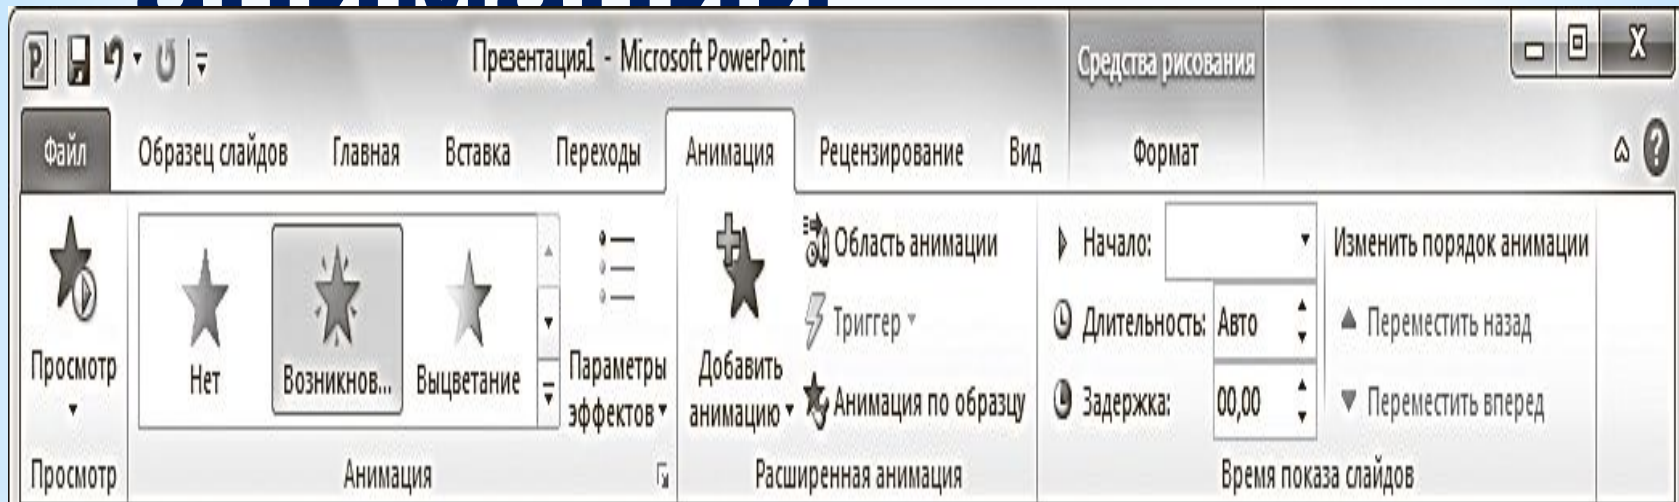 Презентация1 - Microsoft PowerPoint
Средства рисования
Файл Образец слайдов Главная Вставка Переходы Анимация Рецензирование Вид Формат
Просмотр
Нет Возникнов... Выцветание
Параметры
эффектов
Добавить
анимацию
Область анимации
Триггер
Анимация по образцу
Начало:
Длительность: Авто
Задержка: 00,00
Изменить порядок анимации
Переместить назад
Переместить вперед
Просмотр Анимация Расширенная анимация Время показа слайдов